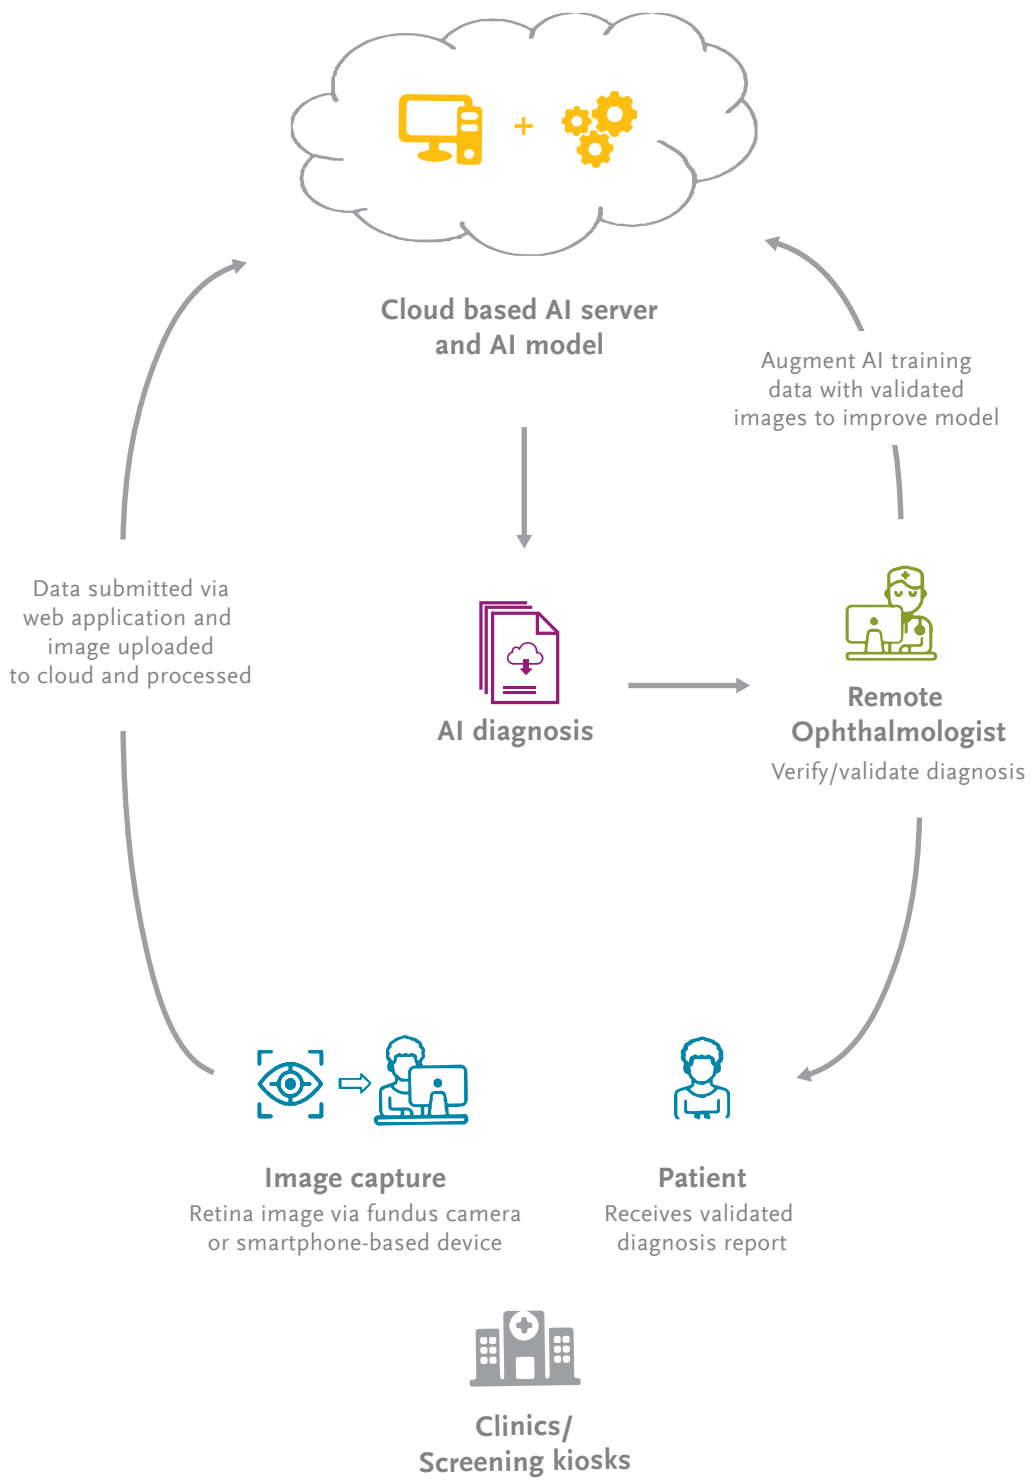 Cloud based AI server
and AI model
Augment AI training
data with validated
images to improve model
Data submitted via
web application and
image uploaded
to cloud and processed
AI diagnosis
Remote
Ophthalmologist
Verify/validate diagnosis
Image capture
Retina image via fundus camera
or smartphone-based device
Patient
Receives validated
diagnosis report
Clinics/
Screening kiosks